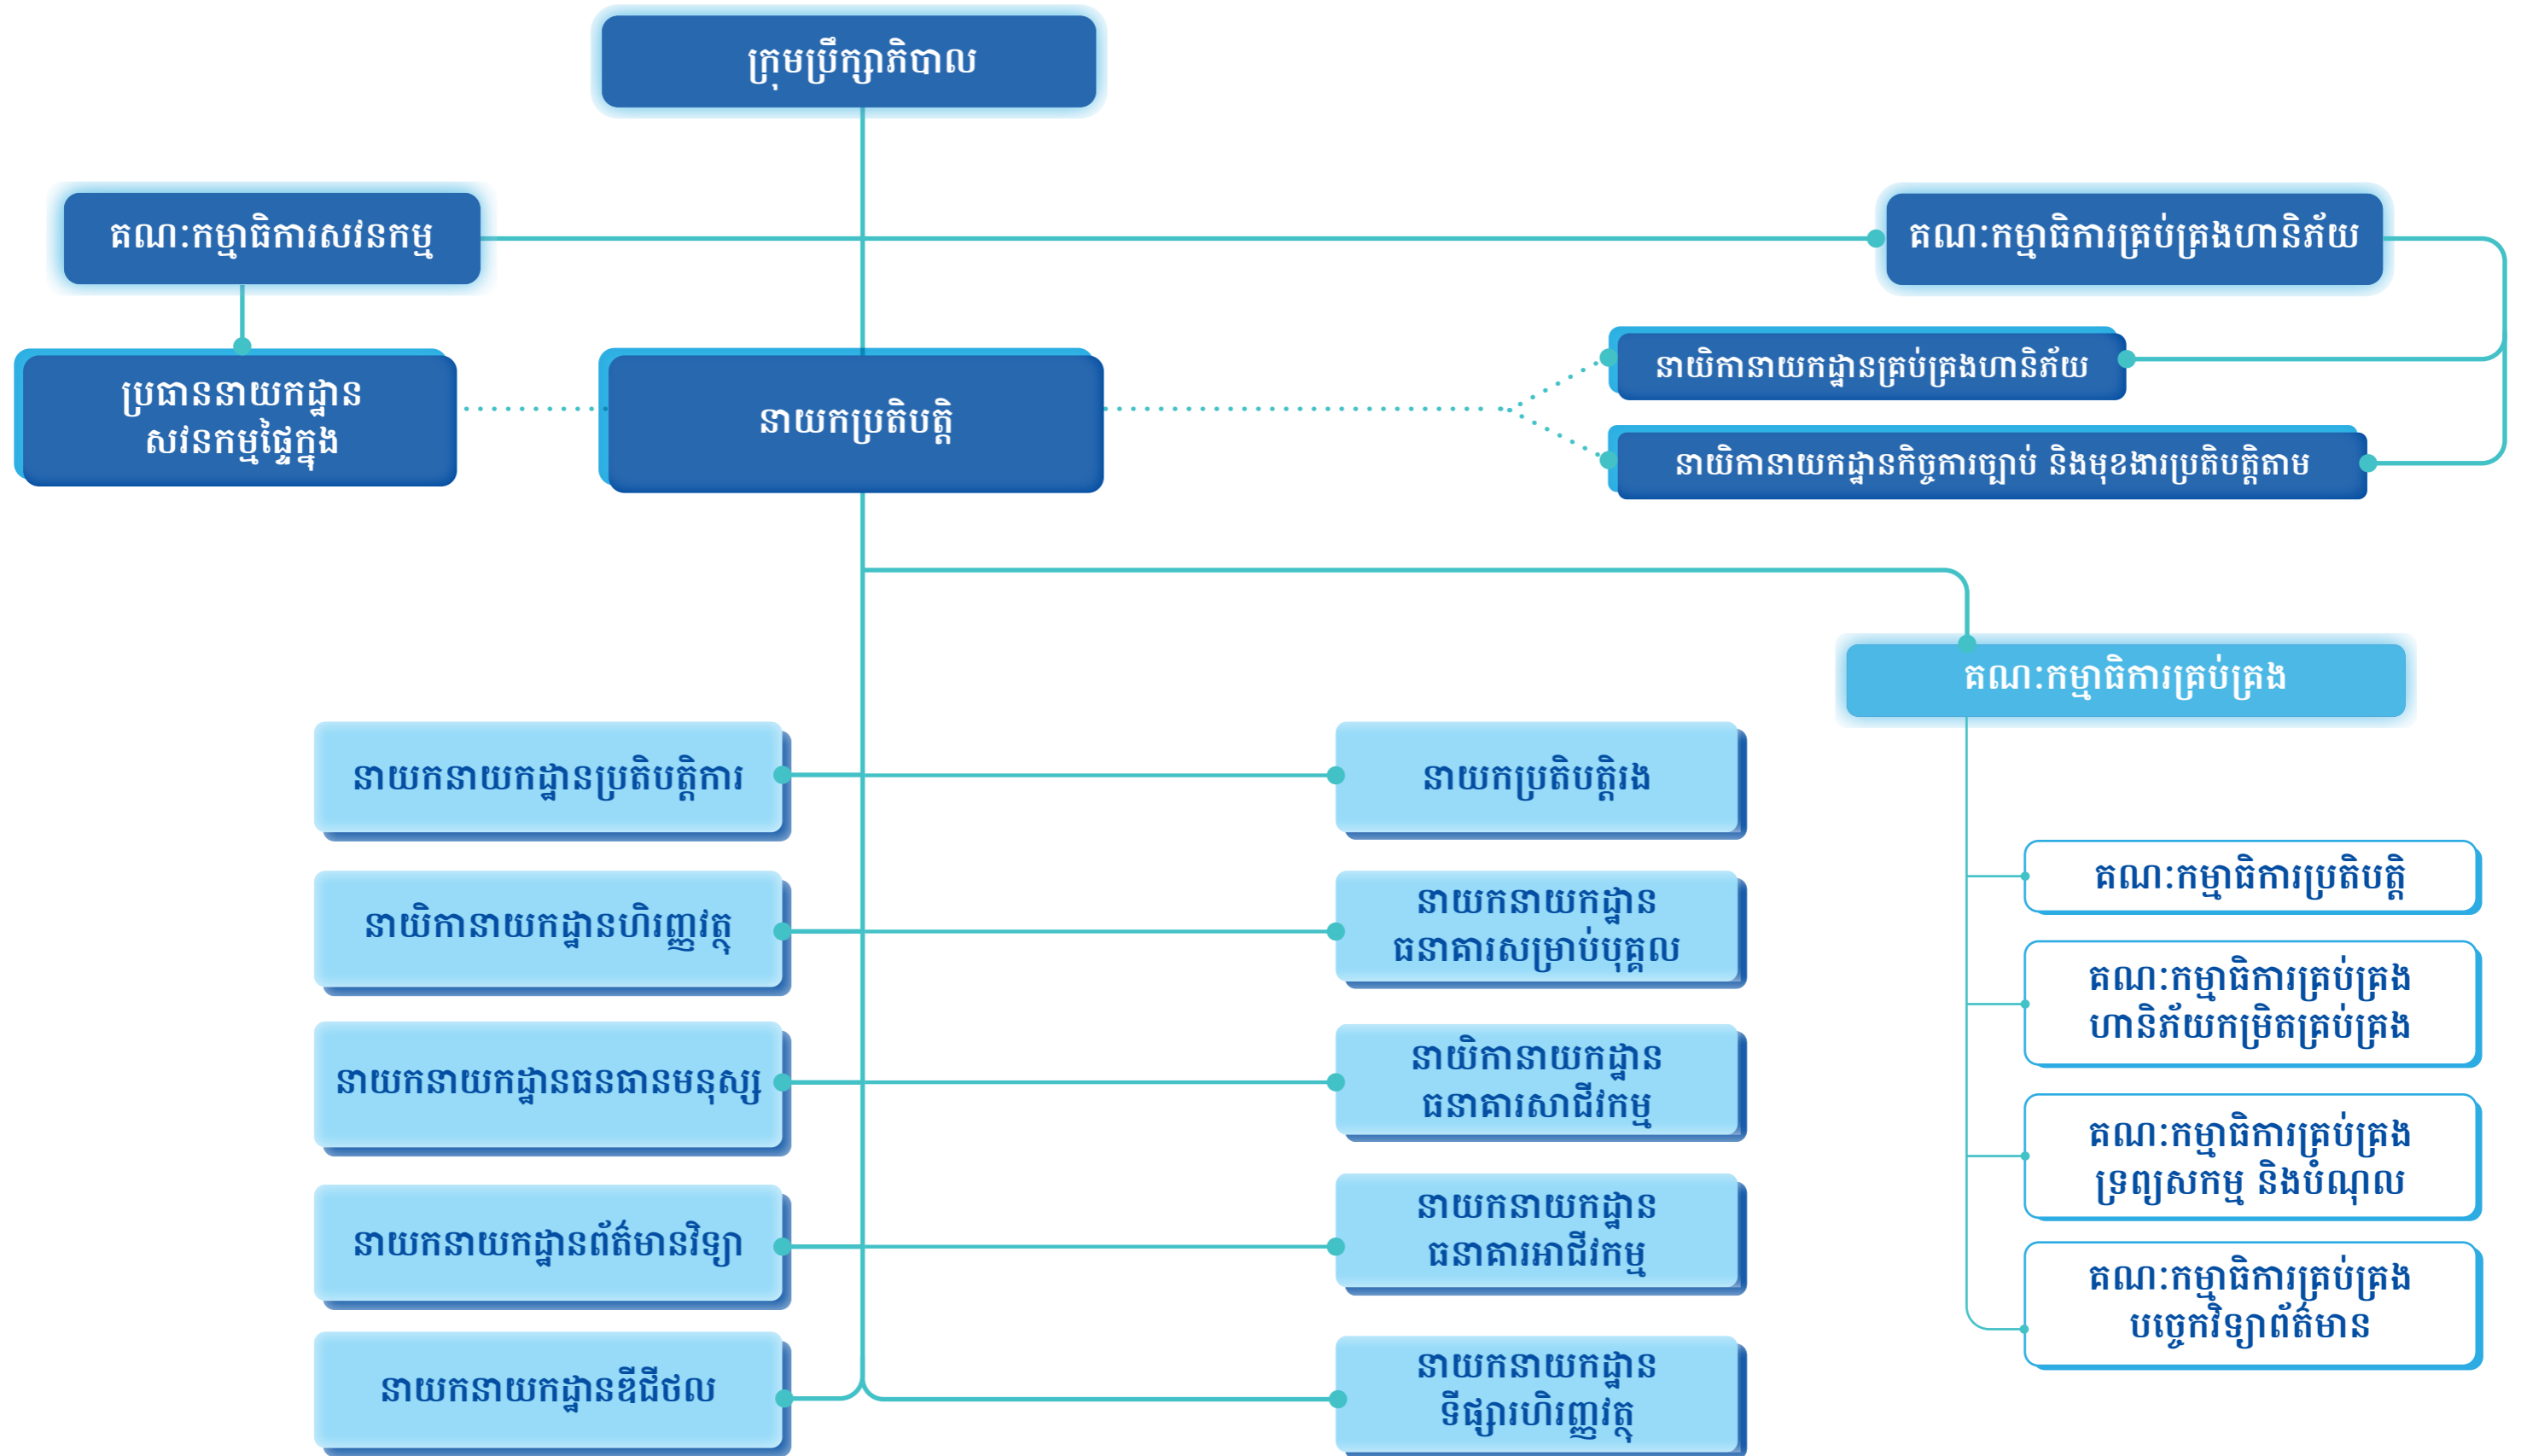 ក្រុមប្រឹក្សាភិបាល
គណៈកម្មាធិការសវនកម្ម
គណៈកម្មាធិការគ្រប់គ្រងហានិភ័យ
ប្រធាននាយកដ្ឋាន
សវនកម្មផ្ទៃក្នុង
នាយកប្រតិបត្តិ
នាយិកានាយកដ្ឋានគ្រប់គ្រងហានិភ័យ
នាយិកានាយកដ្ឋានកិច្ចការច្បាប់ និងមុខងារប្រតិបត្តិតាម
គណៈកម្មាធិការគ្រប់គ្រង
នាយកនាយកដ្ឋានប្រតិបត្តិការ
នាយិកានាយកដ្ឋានហិរញ្ញវត្ថុ
នាយកនាយកដ្ឋានធនធានមនុស្ស
នាយកនាយកដ្ឋានព័ត៌មានវិទ្យា
នាយកនាយកដ្ឋានឌីជីថល
នាយកប្រតិបត្តិរង
នាយកនាយកដ្ឋាន
ធនាគារសម្រាប់បុគ្គល
នាយិកានាយកដ្ឋាន
ធនាគារសាជីវកម្ម
នាយកនាយកដ្ឋាន
ធនាគារអាជីវកម្ម
នាយកនាយកដ្ឋាន
ទីផ្សារហិរញ្ញវត្ថុ
គណៈកម្មាធិការប្រតិបត្តិ
គណៈកម្មាធិការគ្រប់គ្រង
ហានិភ័យកម្រិតគ្រប់គ្រង
គណៈកម្មាធិការគ្រប់គ្រង
ទ្រព្យសកម្ម និងបំណុល
គណៈកម្មាធិការគ្រប់គ្រង
បច្ចេកវិទ្យាព័ត៌មាន